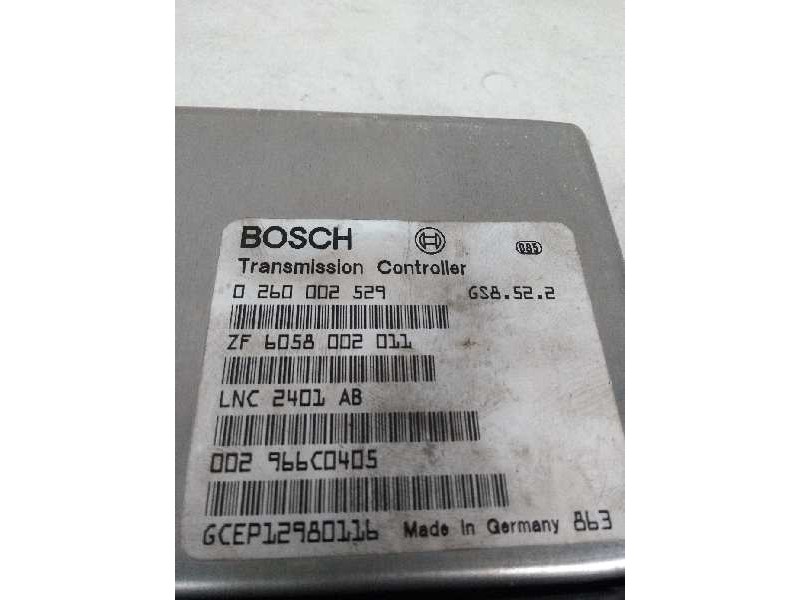 BOSCH 085
Transmission Controller
0 260 002 529 GS8.52.2
ZF 6058 002 011
LNC 2401 AB
002 966C0405
GCEP12980116 Made in Germany 863